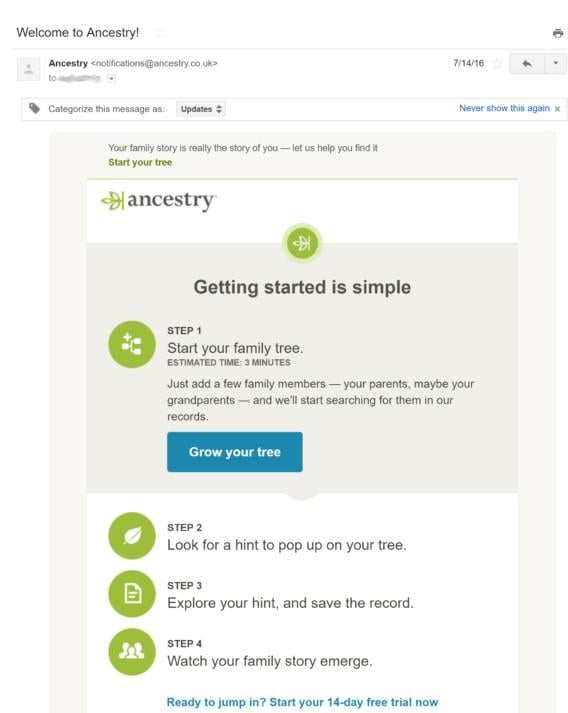 Welcome to Ancestry!
Ancestry <notifications@ancestry.co.uk>
7/14/16
to
Categorize this message as: Updates
Never show this again ×
Your family story is really the story of you — let us help you find it
Start your tree
ancestry
Getting started is simple
STEP 1
Start your family tree.
ESTIMATED TIME: 3 MINUTES
Just add a few family members — your parents, maybe your
grandparents — and we'll start searching for them in our
records.
Grow your tree
STEP 2
Look for a hint to pop up on your tree.
STEP 3
Explore your hint, and save the record.
STEP 4
Watch your family story emerge.
Ready to jump in? Start your 14-day free trial now